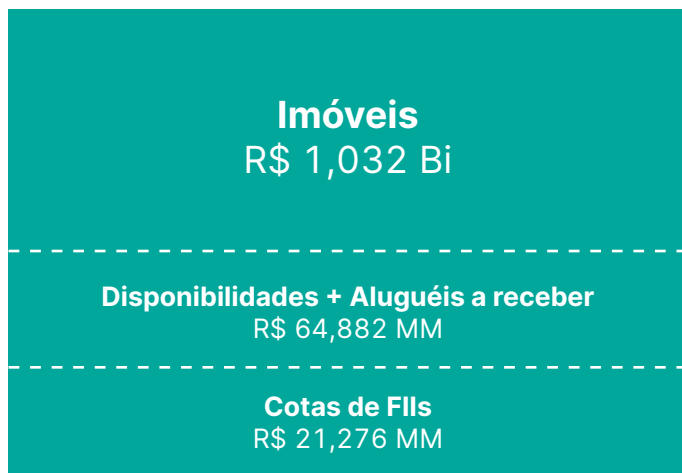 Imóveis
R$ 1,032 Bi
Disponibilidades + Aluguéis a receber
R$ 64,882 MM
Cotas de FIIs
R$ 21,276 MM